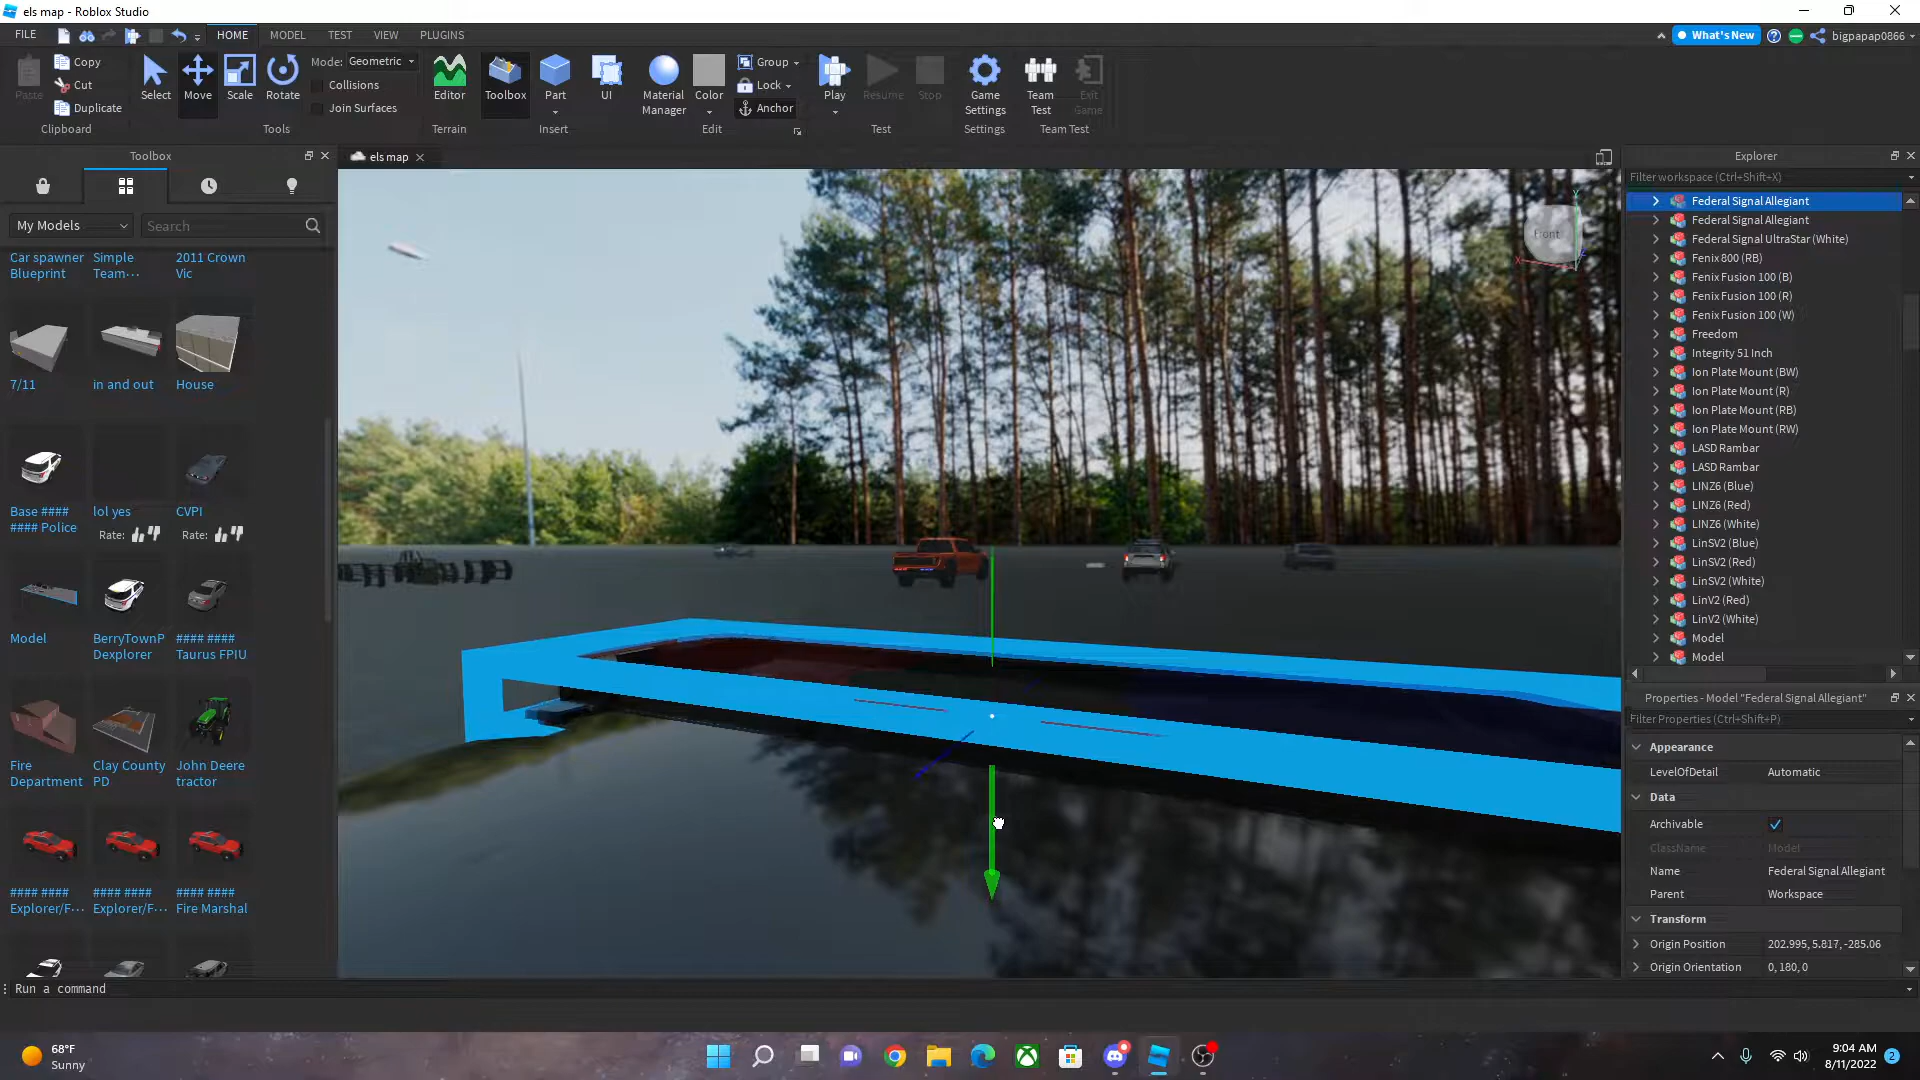 els map - Roblox Studio
FILE HOME MODEL TEST VIEW PLUGINS What's New bigpapap0866
Paste Copy Cut Duplicate Clipboard
Select Move Scale Rotate Mode: Geometric Collisions Join Surfaces Tools
Editor Terrain
Toolbox Part UI Insert
Material Manager Color Group Lock Anchor Edit
Play Resume Stop Test
Game Settings Settings
Team Test Exit Game Team Test
Toolbox
My Models Search
Car spawner Blueprint
Simple Team...
2011 Crown Vic
7/11
in and out
House
Base #### #### Police
lol yes
Rate:
CVPI
Rate:
Model
BerryTownP Dexplorer
#### #### Taurus FPIU
Fire Department
Clay County PD
John Deere tractor
#### #### Explorer/F...
#### #### Explorer/F...
#### #### Fire Marshal
els map
Front
X
Y
Explorer
Filter workspace (Ctrl+Shift+X)
Federal Signal Allegiant
Federal Signal Allegiant
Federal Signal UltraStar (White)
Fenix 800 (RB)
Fenix Fusion 100 (B)
Fenix Fusion 100 (R)
Fenix Fusion 100 (W)
Freedom
Integrity 51 Inch
Ion Plate Mount (BW)
Ion Plate Mount (R)
Ion Plate Mount (RB)
Ion Plate Mount (RW)
LASD Rambar
LASD Rambar
LINZ6 (Blue)
LINZ6 (Red)
LINZ6 (White)
LinSV2 (Blue)
LinSV2 (Red)
LinSV2 (White)
LinV2 (Red)
LinV2 (White)
Model
Model
Properties - Model "Federal Signal Allegiant"
Filter Properties (Ctrl+Shift+P)
Appearance
LevelOfDetail Automatic
Data
Archivable
ClassName Model
Name Federal Signal Allegiant
Parent Workspace
Transform
Origin Position 202.995, 5.817, -285.06
Origin Orientation 0, 180, 0
Run a command
68°F
Sunny
9:04 AM
8/11/2022
2